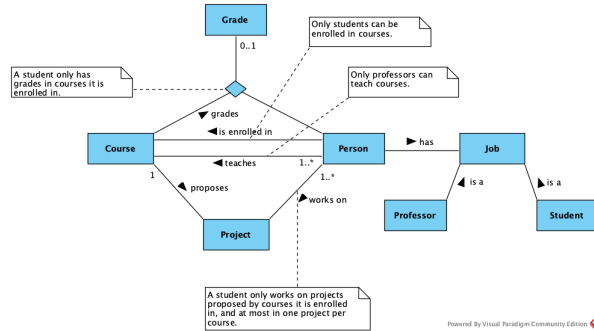 Grade
Only students can be
enrolled in courses.
0..1
A student only has
grades in courses it is
enrolled in.
Only professors can
teach courses.
grades
is enrolled in
Course
Person
has
Job
teaches
1..*
1
1..*
proposes
is a
is a
works on
Professor
Student
Project
A student only works on projects
proposed by courses it is enrolled
in, and at most in one project per
course.
Powered By Visual Paradigm Community Edition